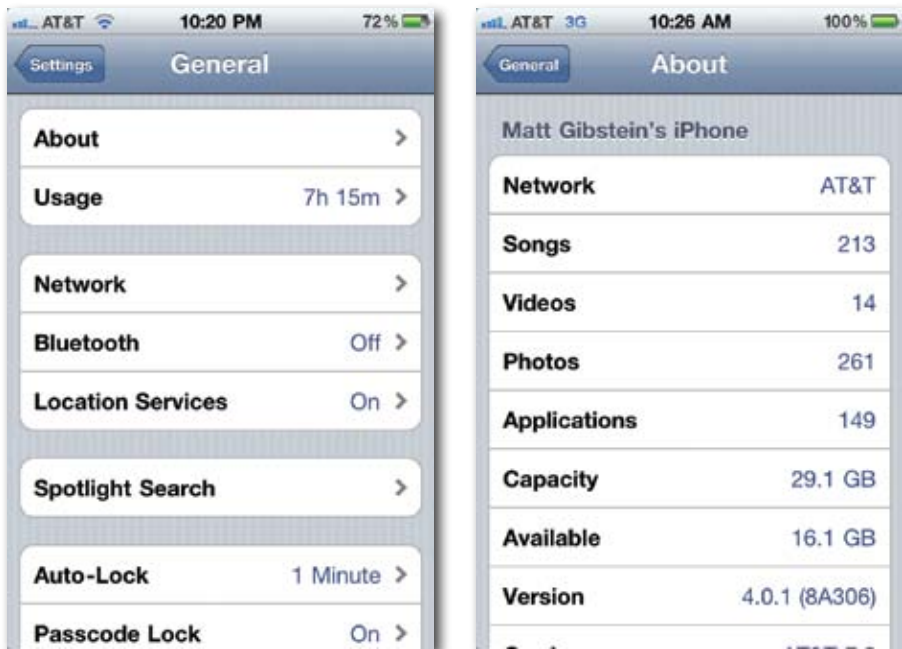 AT&T 10:20 PM 72%
Settings General
About
Usage 7h 15m
Network
Bluetooth Off
Location Services On
Spotlight Search
Auto-Lock 1 Minute
Passcode Lock On
AT&T 3G 10:26 AM 100%
General About
Matt Gibstein's iPhone
Network AT&T
Songs 213
Videos 14
Photos 261
Applications 149
Capacity 29.1 GB
Available 16.1 GB
Version 4.0.1 (8A306)